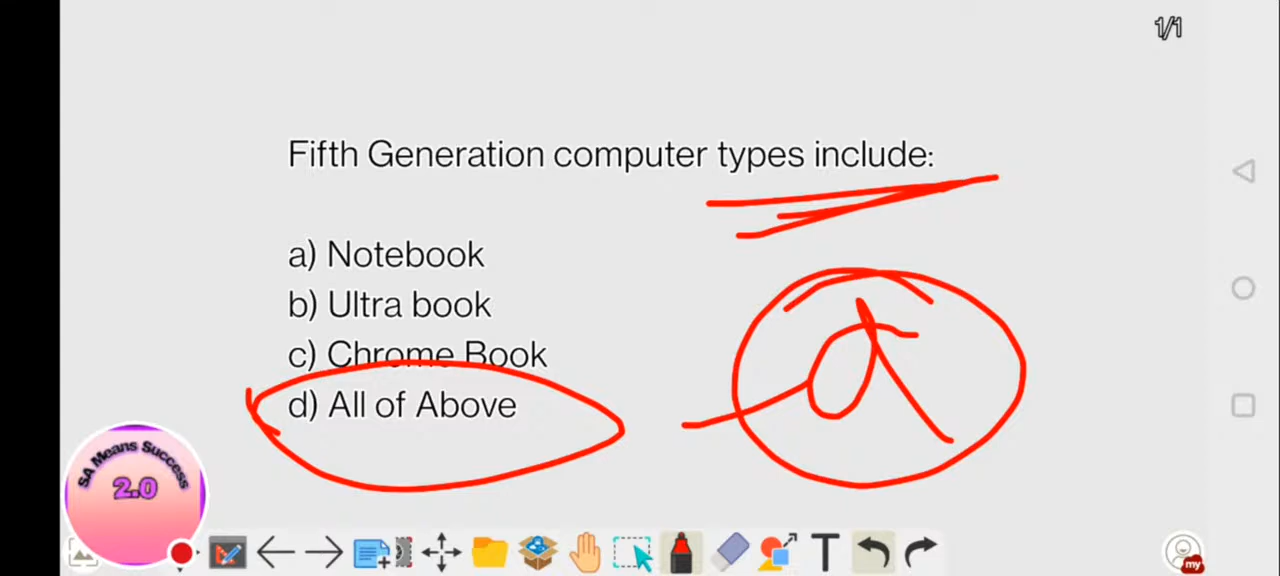 1/1
Fifth Generation computer types include:
a) Notebook
b) Ultra book
c) Chrome Book
d) All of Above
d
SA Means Success
2.0
T
my